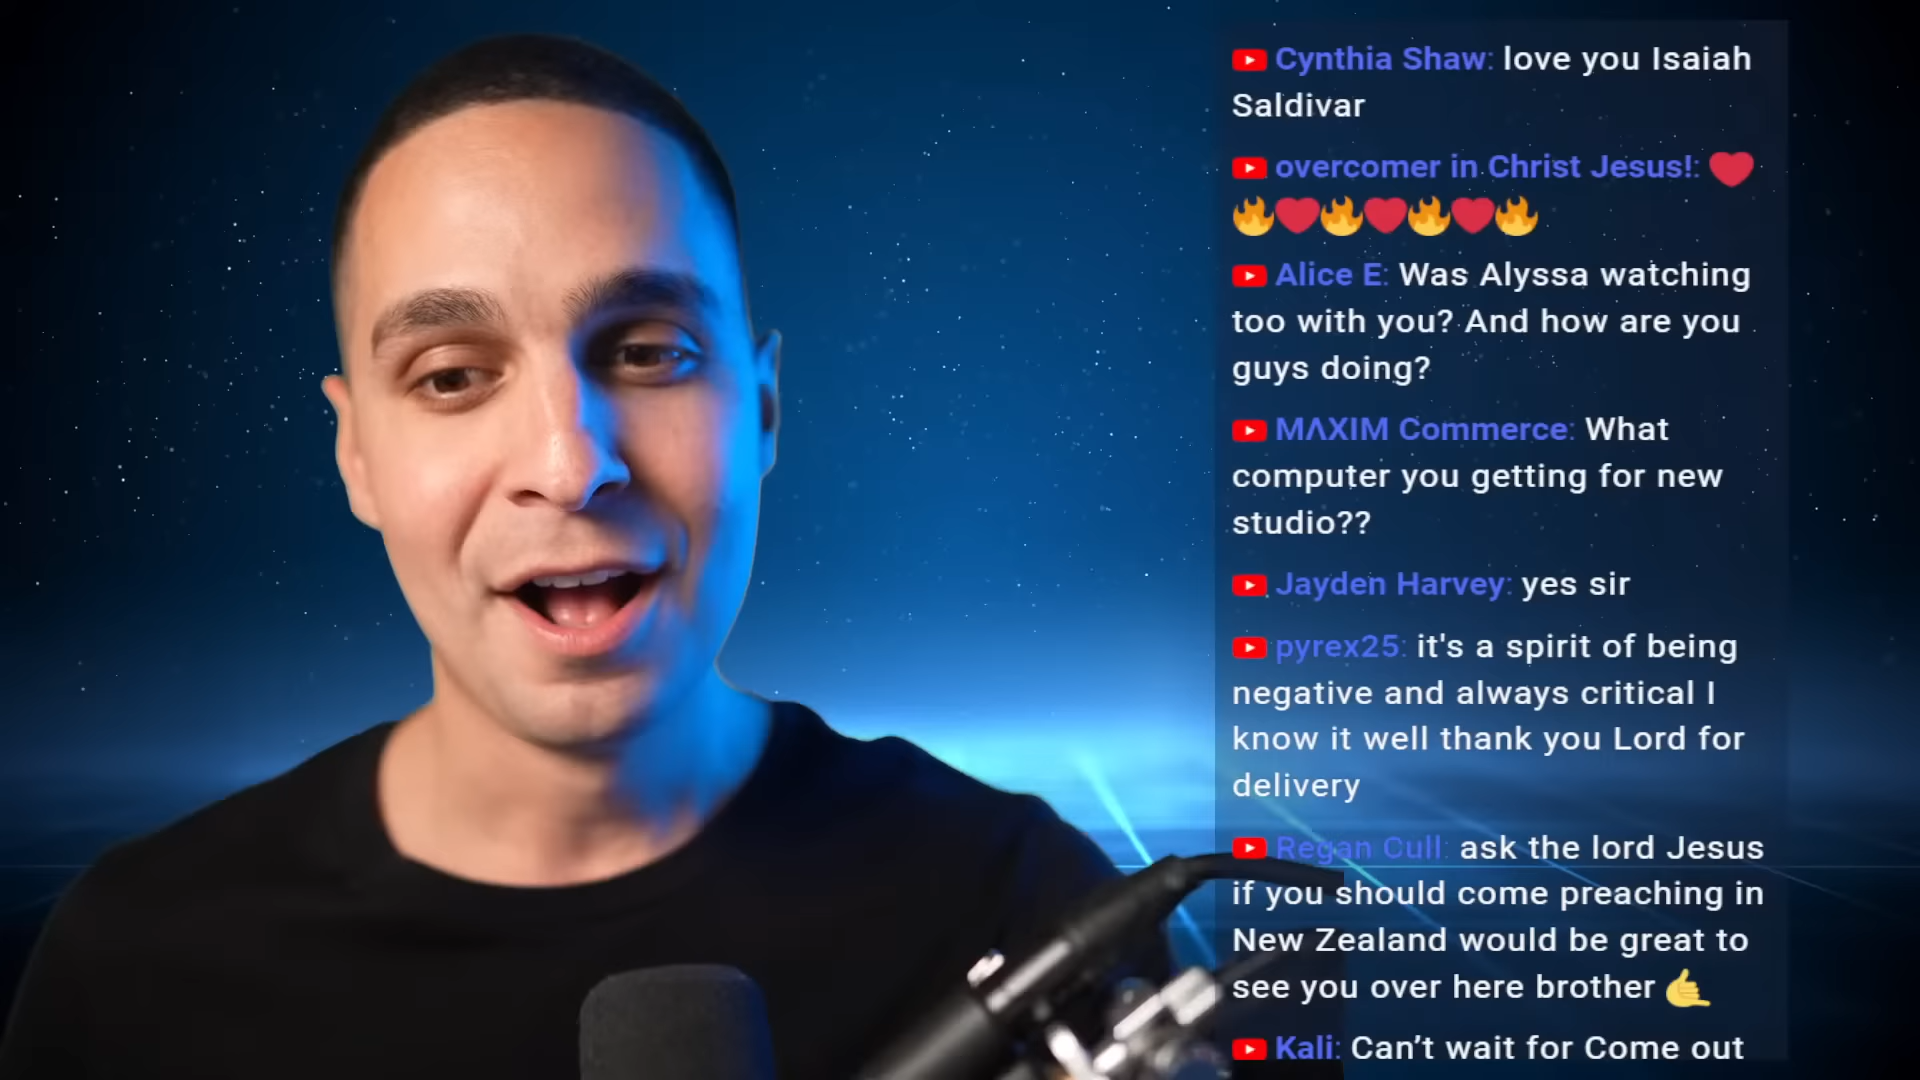 Cynthia Shaw: love you Isaiah
Saldivar
overcomer in Christ Jesus!: ❤️
🔥❤️🔥❤️🔥❤️🔥
Alice E: Was Alyssa watching
too with you? And how are you
guys doing?
MΛXIM Commerce: What
computer you getting for new
studio??
Jayden Harvey: yes sir
pyrex25: it's a spirit of being
negative and always critical I
know it well thank you Lord for
delivery
Regan Cull: ask the lord Jesus
if you should come preaching in
New Zealand would be great to
see you over here brother 🤙
Kali: Can’t wait for Come out